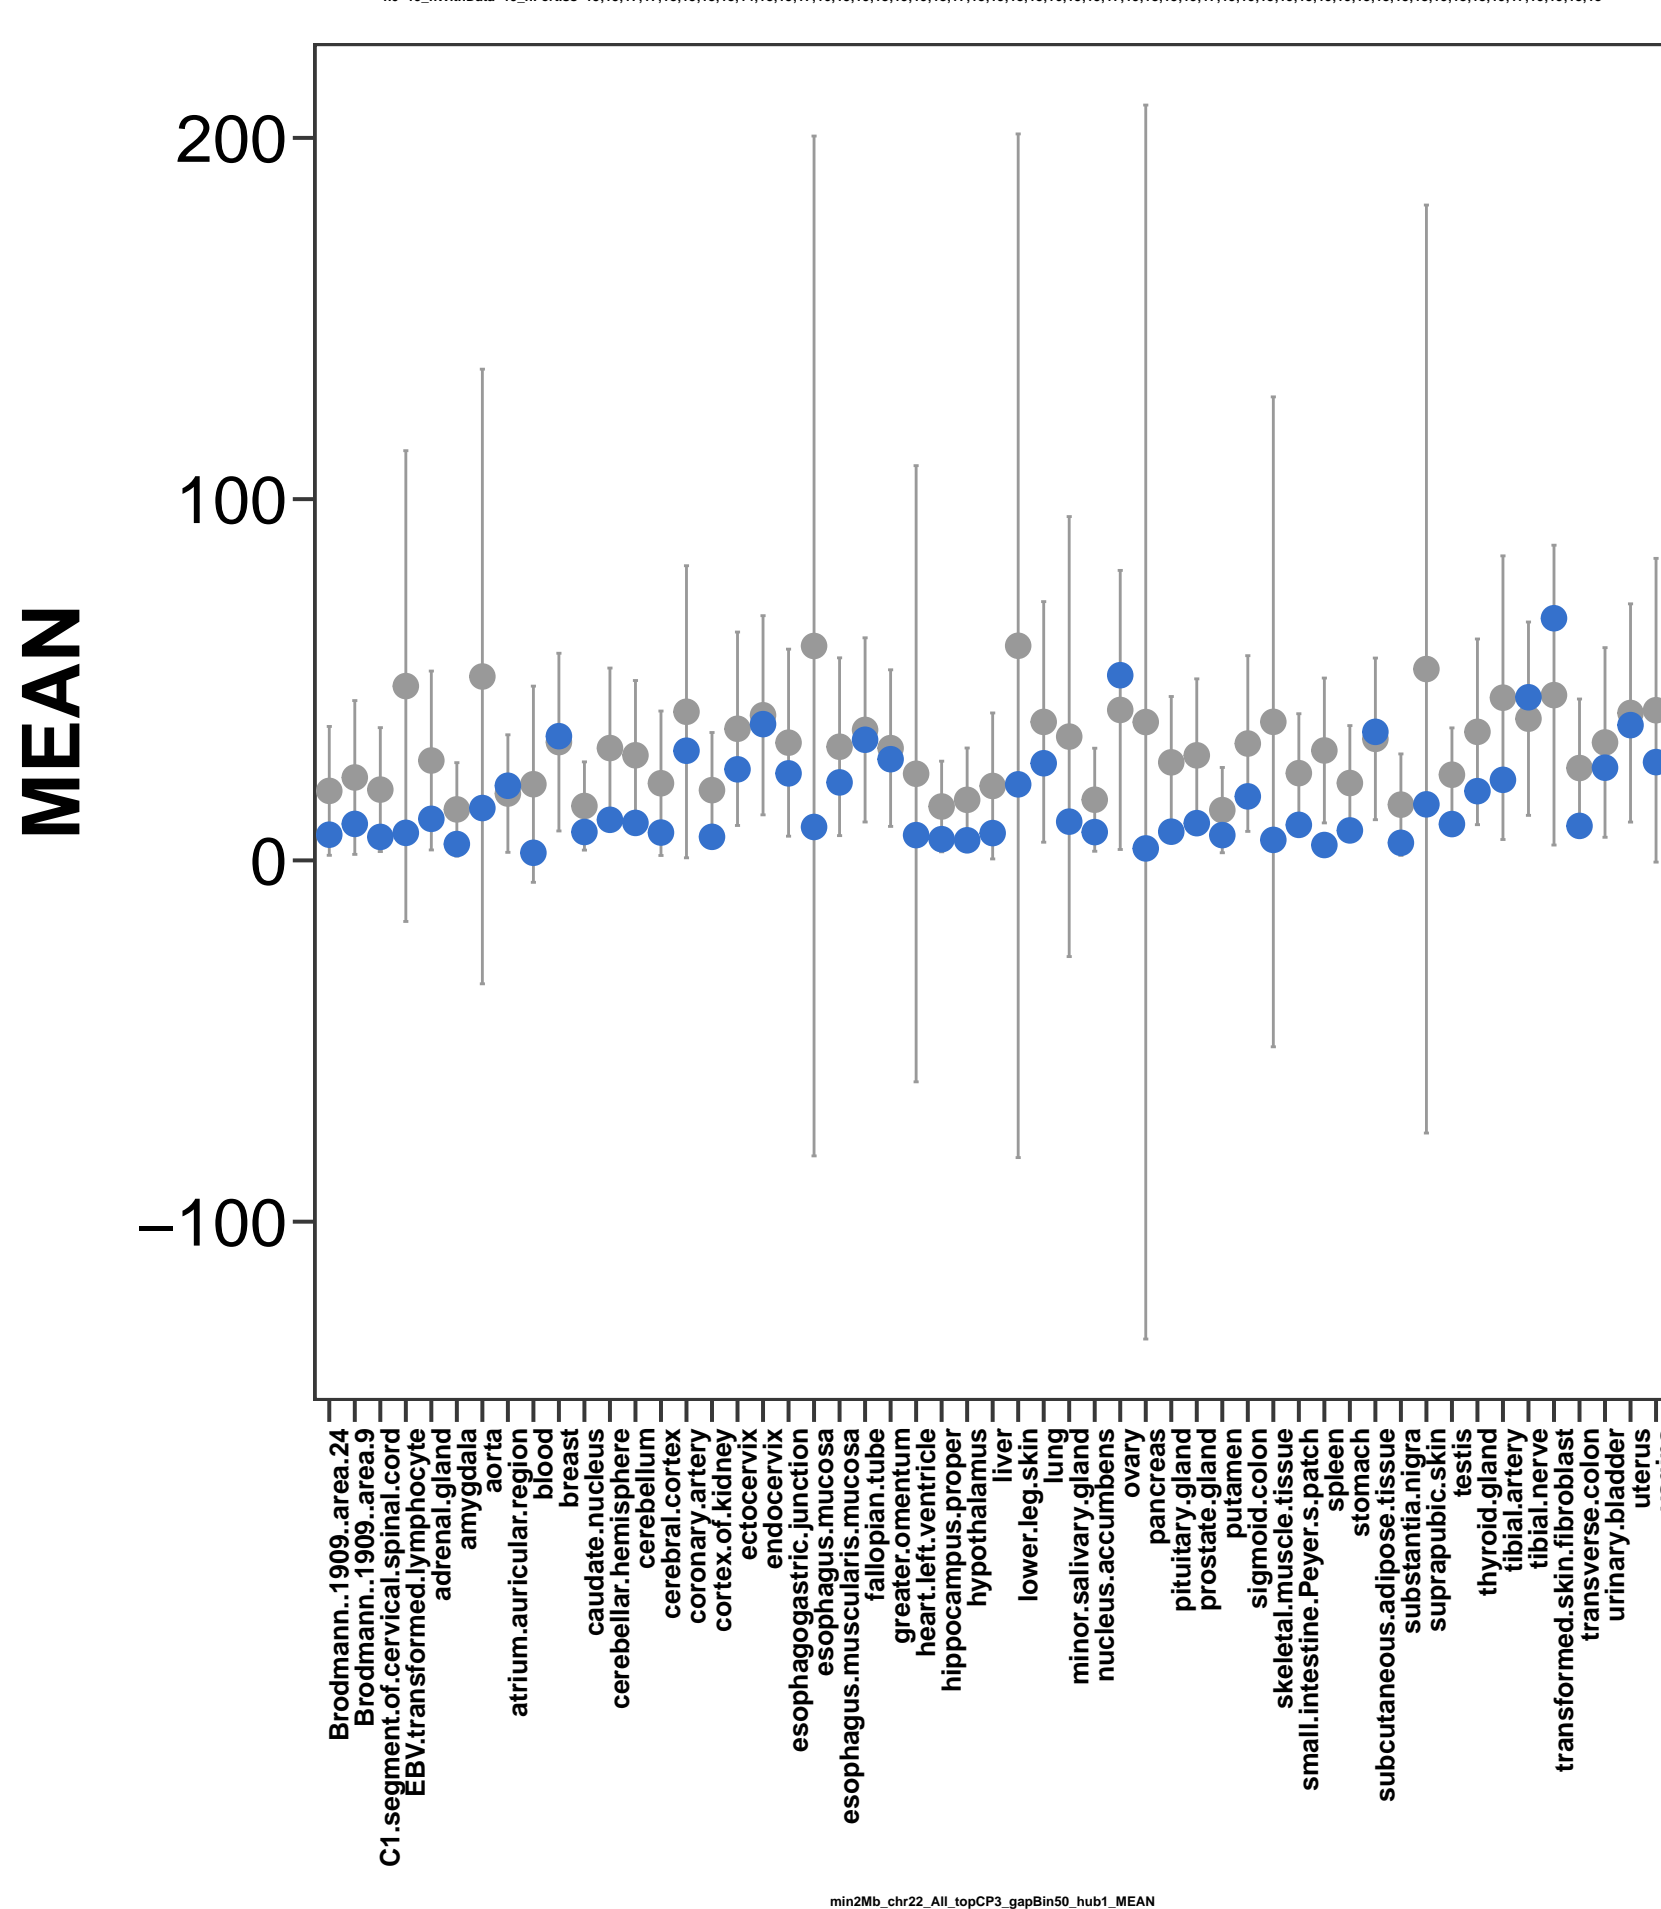 MEAN
200
100
0
−100
Brodmann..1909..area.24
Brodmann..1909..area.9
C1.segment.of.cervical.spinal.cord
EBV.transformed.lymphocyte
adrenal.gland
amygdala
aorta
atrium.auricular.region
blood
breast
caudate.nucleus
cerebellar.hemisphere
cerebellum
cerebral.cortex
coronary.artery
cortex.of.kidney
ectocervix
endocervix
esophagogastric.junction
esophagus.mucosa
esophagus.muscularis.mucosa
fallopian.tube
greater.omentum
heart.left.ventricle
hippocampus.proper
hypothalamus
liver
lower.leg.skin
lung
minor.salivary.gland
nucleus.accumbens
ovary
pancreas
pituitary.gland
prostate.gland
putamen
sigmoid.colon
skeletal.muscle.tissue
small.intestine.Peyer.s.patch
spleen
stomach
subcutaneous.adipose.tissue
substantia.nigra
suprapubic.skin
testis
thyroid.gland
tibial.artery
tibial.nerve
transformed.skin.fibroblast
transverse.colon
urinary.bladder
uterus
min2Mb_chr22_All_topCP3_gapBin50_hub1_MEAN